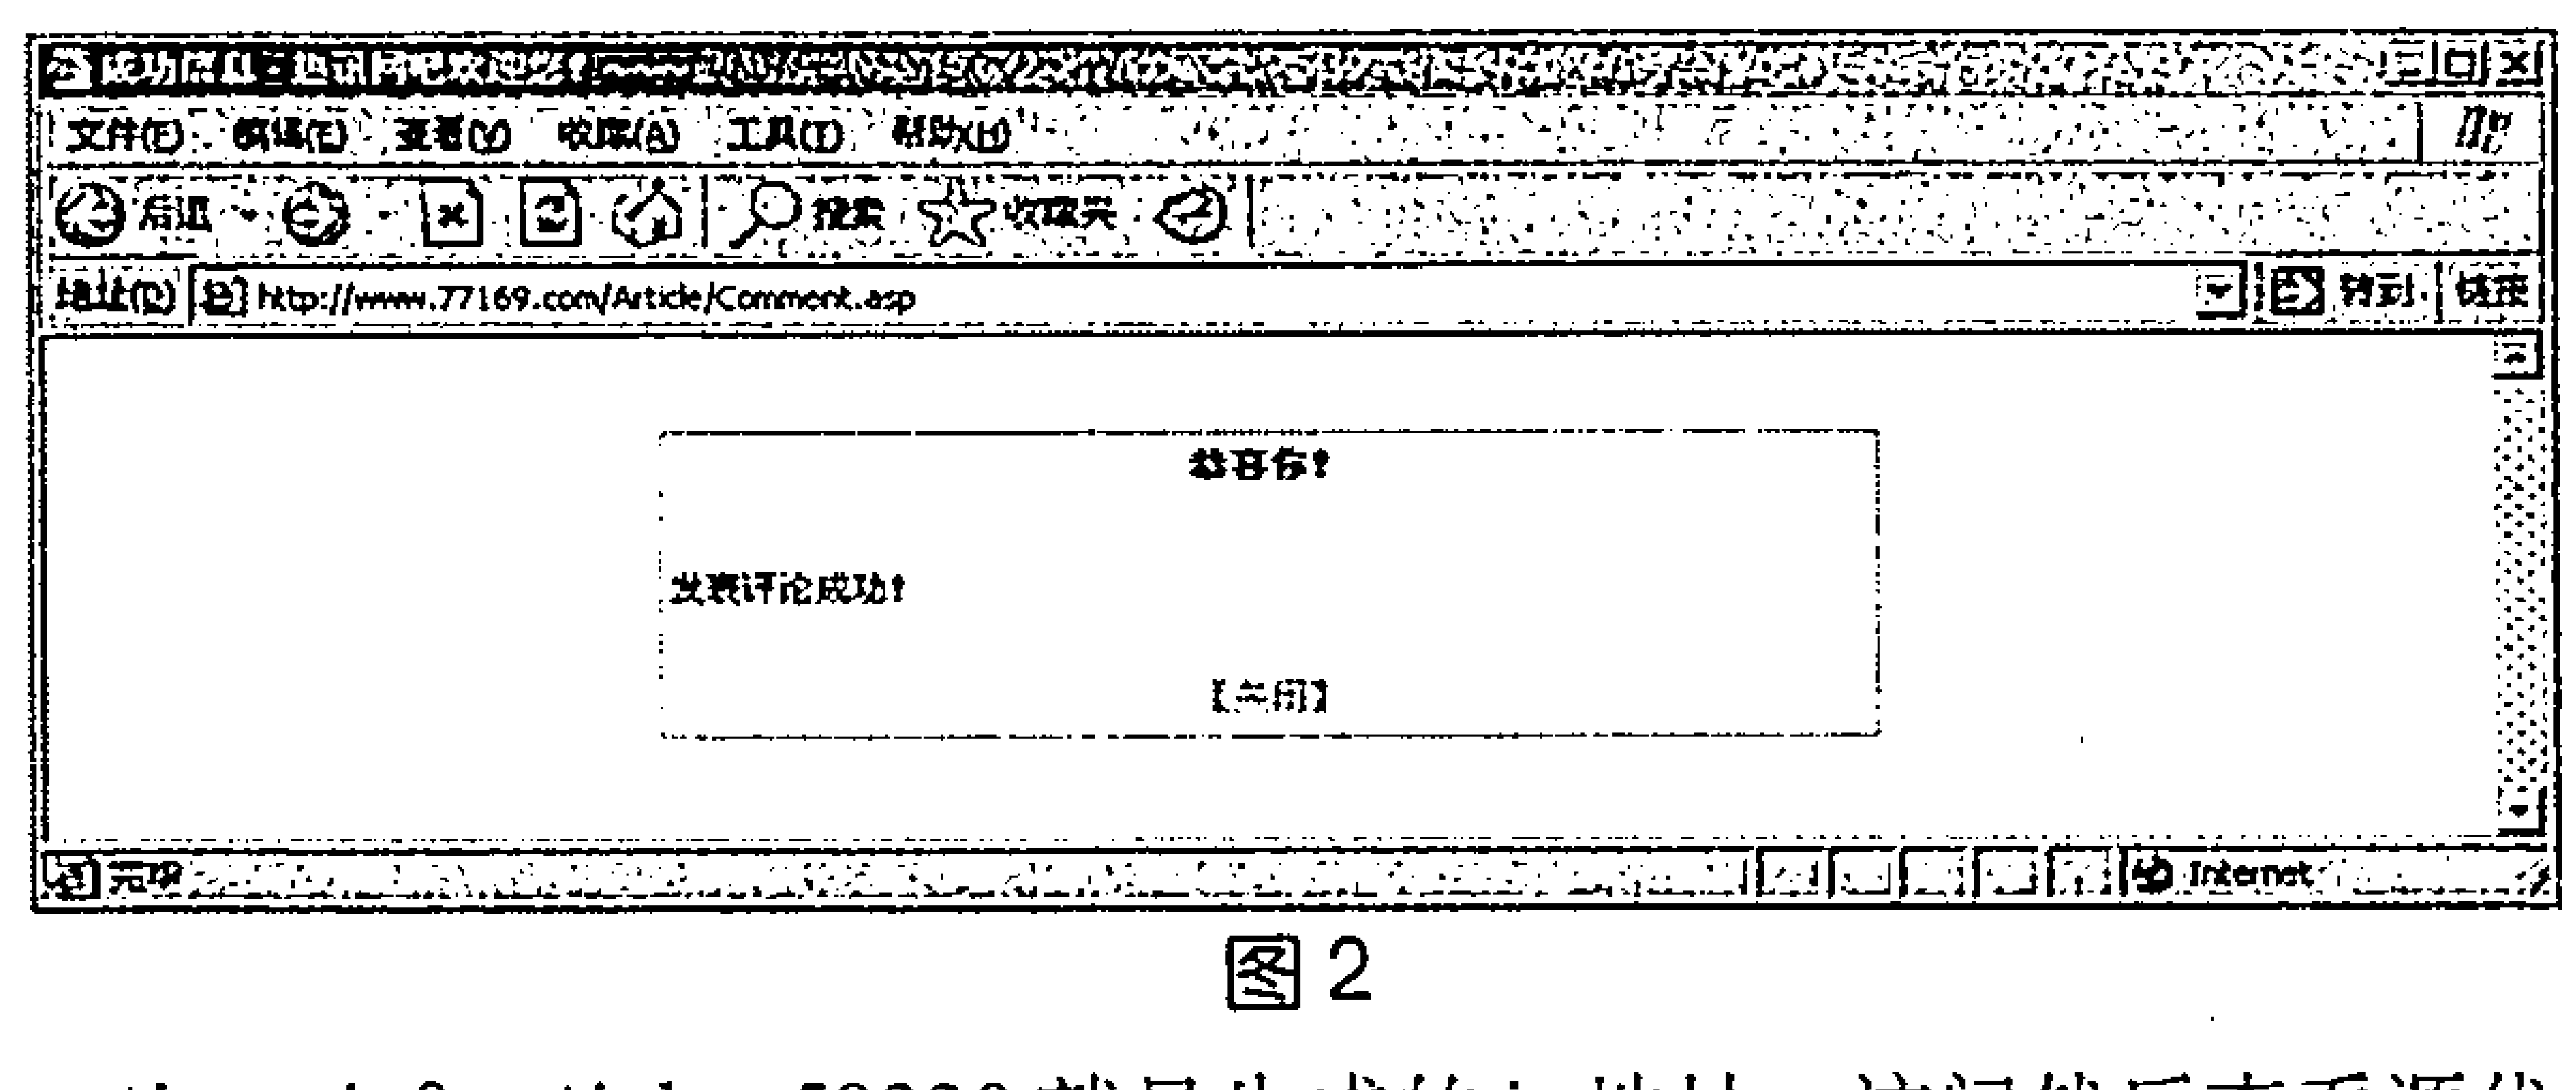 文件(F) 编辑(E) 查看(V) 收藏(A) 工具(T) 帮助(H)
后退 搜索 收藏夹
地址(D) http://www.77169.com/Article/Comment.asp 转到 链接
恭喜你!
发表评论成功!
【关闭】
完毕 Internet
图2